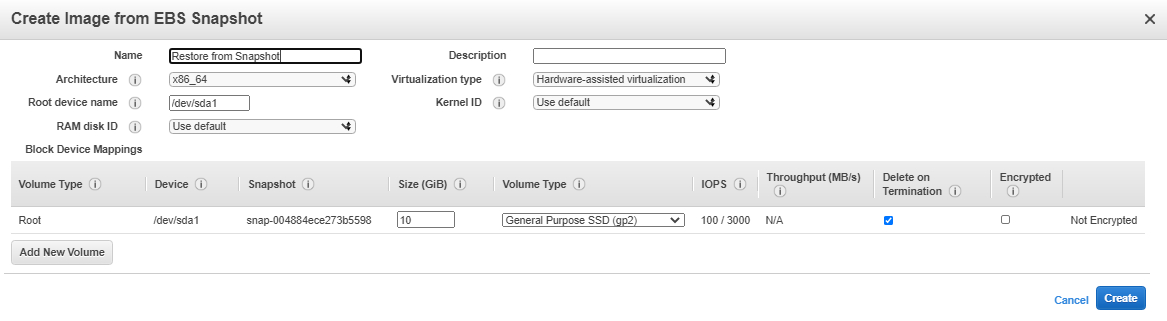 Create Image from EBS Snapshot
Name Restore from Snapshot Description
Architecture x86_64 Virtualization type Hardware-assisted virtualization
Root device name /dev/sda1 Kernel ID Use default
RAM disk ID Use default
Block Device Mappings
Volume Type Device Snapshot Size (GiB) Volume Type IOPS Throughput (MB/s) Delete on Termination Encrypted
Root /dev/sda1 snap-004884ece273b5598 10 General Purpose SSD (gp2) 100 / 3000 N/A Not Encrypted
Add New Volume
Cancel Create